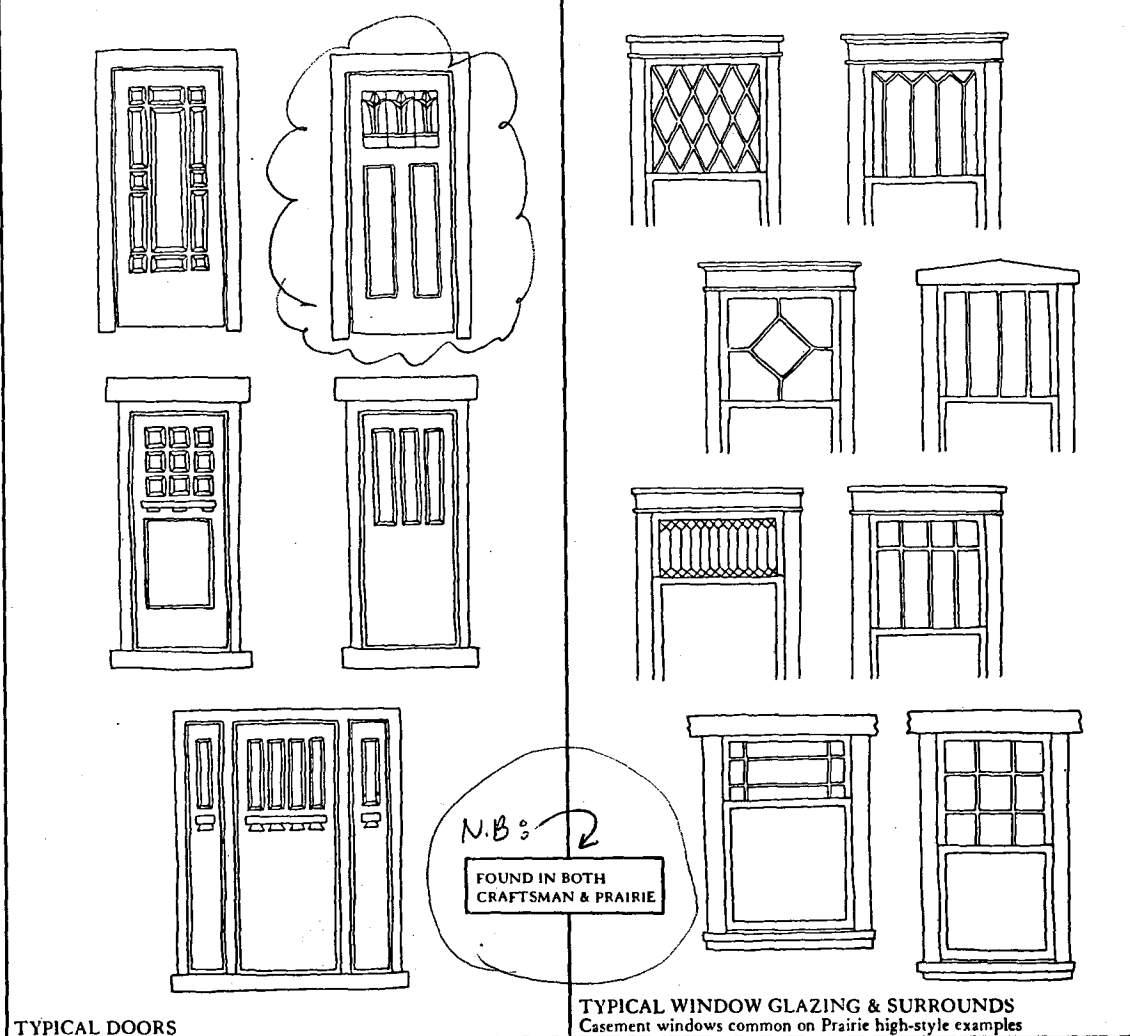 N.B:
FOUND IN BOTH
CRAFTSMAN & PRAIRIE
TYPICAL DOORS
TYPICAL WINDOW GLAZING & SURROUNDS
Casement windows common on Prairie high-style examples